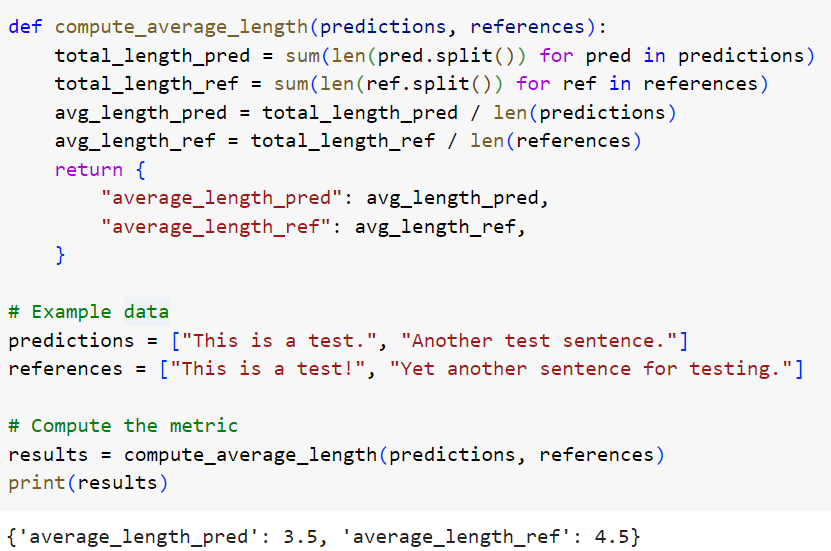 def compute_average_length(predictions, references):
    total_length_pred = sum(len(pred.split()) for pred in predictions)
    total_length_ref = sum(len(ref.split()) for ref in references)
    avg_length_pred = total_length_pred / len(predictions)
    avg_length_ref = total_length_ref / len(references)
    return {
        "average_length_pred": avg_length_pred,
        "average_length_ref": avg_length_ref,
    }

# Example data
predictions = ["This is a test.", "Another test sentence."]
references = ["This is a test!", "Yet another sentence for testing."]

# Compute the metric
results = compute_average_length(predictions, references)
print(results)

{'average_length_pred': 3.5, 'average_length_ref': 4.5}